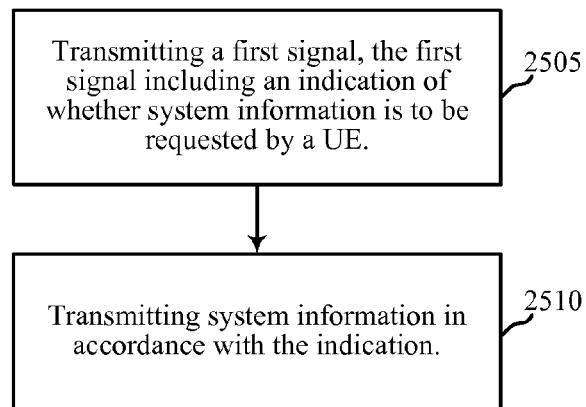 Transmitting a first signal, the first
signal including an indication of
whether system information is to be
requested by a UE.
2505
Transmitting system information in
accordance with the indication.
2510